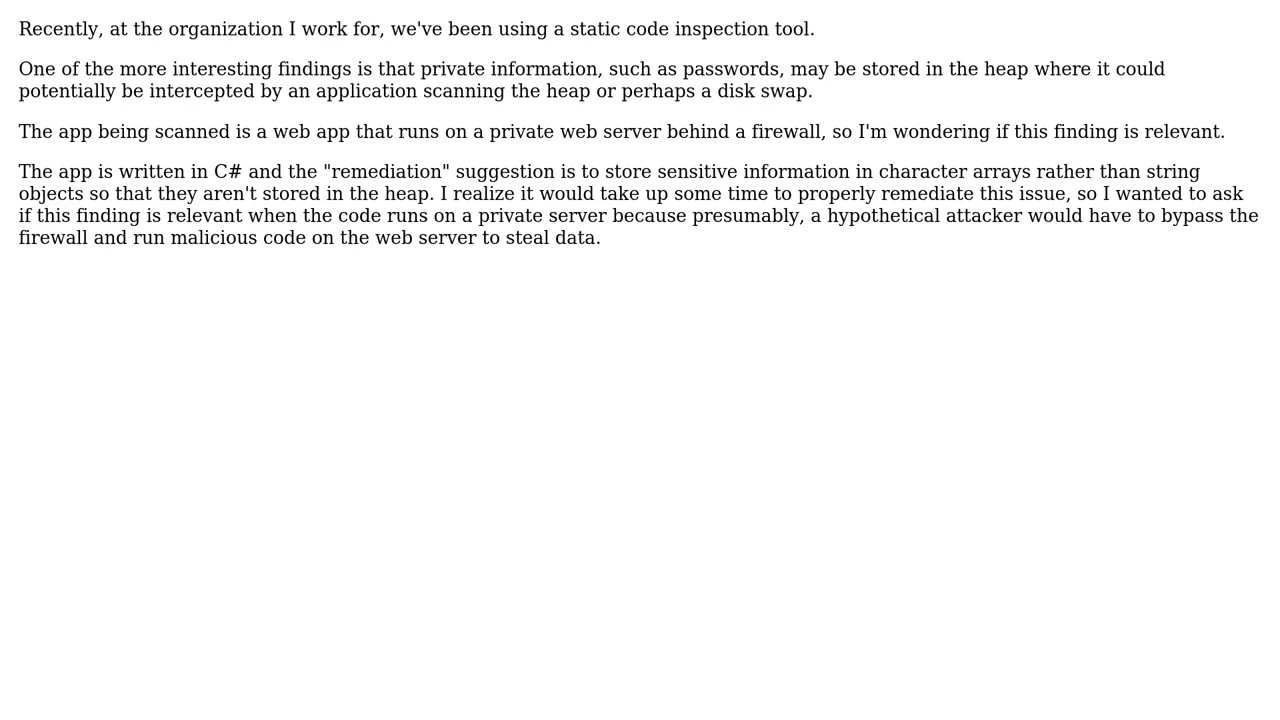 Recently, at the organization I work for, we've been using a static code inspection tool.
One of the more interesting findings is that private information, such as passwords, may be stored in the heap where it could
potentially be intercepted by an application scanning the heap or perhaps a disk swap.
The app being scanned is a web app that runs on a private web server behind a firewall, so I'm wondering if this finding is relevant.
The app is written in C# and the "remediation" suggestion is to store sensitive information in character arrays rather than string
objects so that they aren't stored in the heap. I realize it would take up some time to properly remediate this issue, so I wanted to ask
if this finding is relevant when the code runs on a private server because presumably, a hypothetical attacker would have to bypass the
firewall and run malicious code on the web server to steal data.